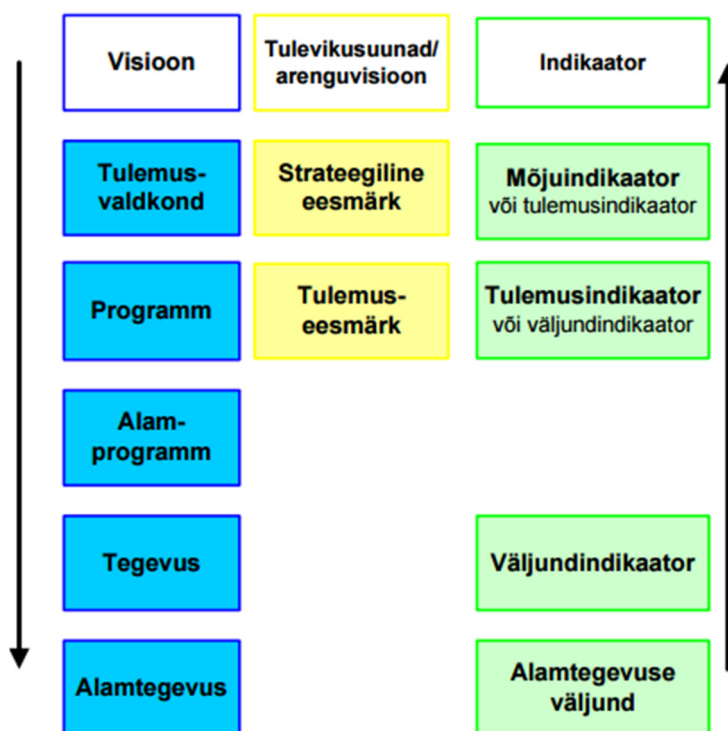 Visioon
Tulevikusuunad/
arenguvisioon
Indikaator
Tulemus-
valdkond
Strateegiline
eesmärk
Mõjuindikaator
või tulemusindikaator
Programm
Tulemus-
eesmärk
Tulemusindikaator
või väljundindikaator
Alam-
programm
Tegevus
Väljundindikaator
Alamtegevus
Alamtegevuse
väljund